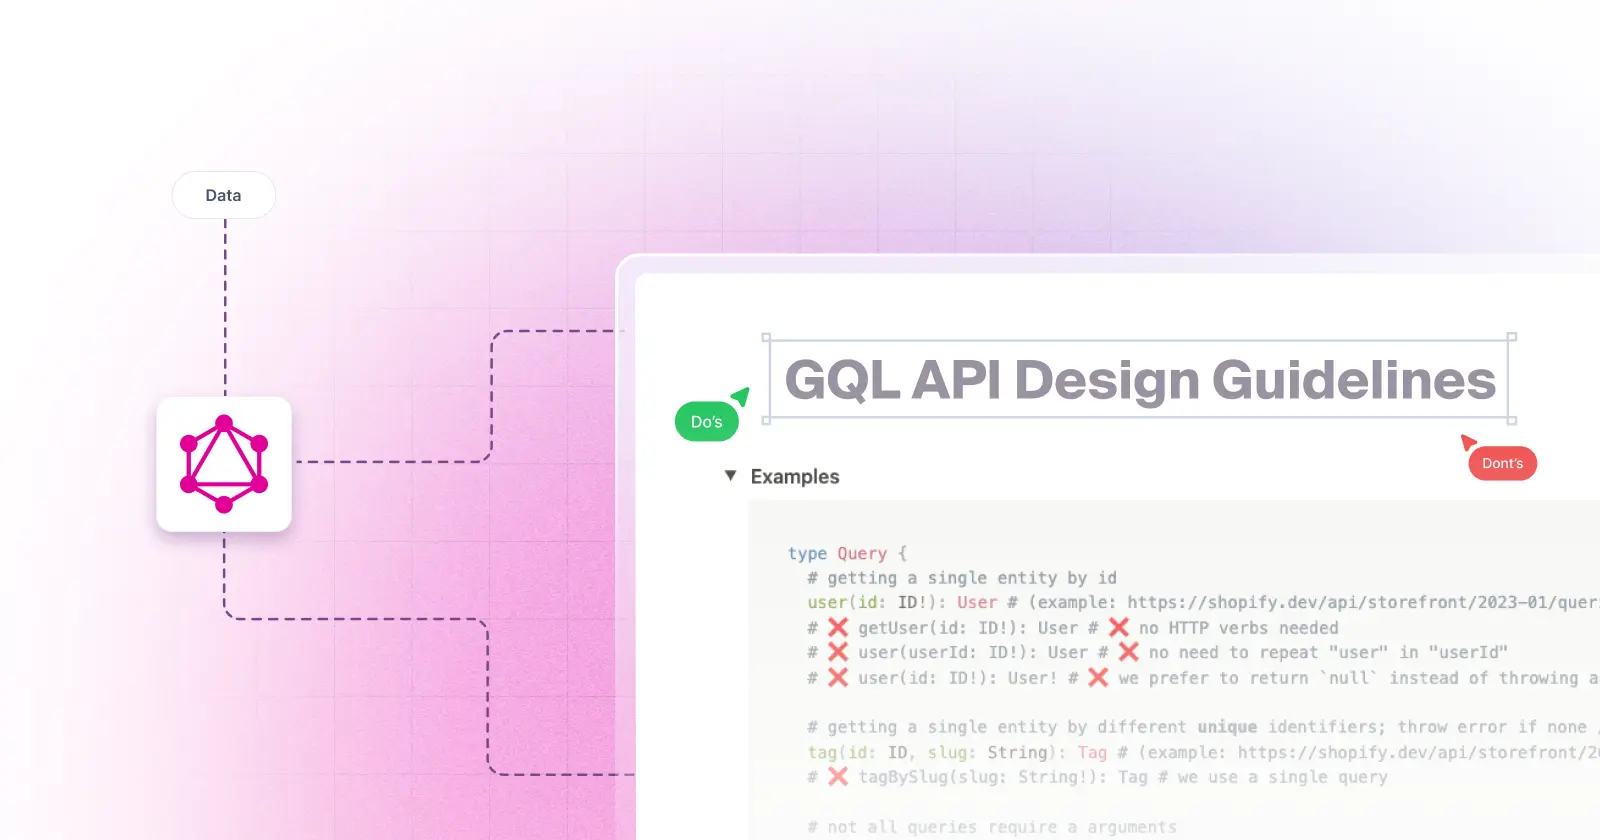 Data
GQL API Design Guidelines
Do's
Dont's
▼ Examples
type Query {
# getting a single entity by id
user(id: ID!): User # (example: https://shopify.dev/api/storefront/2023-01/quer
# ❌ getUser(id: ID!): User # ❌ no HTTP verbs needed
# ❌ user(userId: ID!): User # ❌ no need to repeat "user" in "userId"
# ❌ user(id: ID!): User! # ❌ we prefer to return `null` instead of throwing a
# getting a single entity by different unique identifiers; throw error if none
tag(id: ID, slug: String): Tag # (example: https://shopify.dev/api/storefront/20
# ❌ tagBySlug(slug: String!): Tag # we use a single query
# not all queries require a arguments